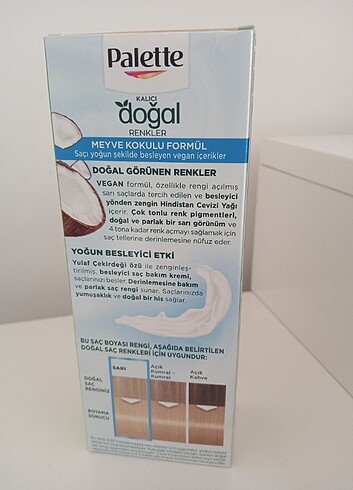 Palette
KALICI
doğal
RENKLER
MEYVE KOKULU FORMÜL
Saçı yoğun şekilde besleyen vegan içerikler
DOĞAL GÖRÜNEN RENKLER
VEGAN formül, özellikle rengi açılmış
sarı saçlarda tercih edilen ve besleyici
yönden zengin Hindistan Cevizi Yağı
içerir. Çok tonlu renk pigmentleri,
doğal ve parlak bir sarı görünüm ve
4 tona kadar renk açmayı sağlamak için
saç tellerine derinlemesine nüfuz eder.
YOĞUN BESLEYİCİ ETKİ
Yulaf Çekirdeği özü ile zenginleş-
tirilmiş, besleyici saç bakım kremi,
saçlarınızı besler. Derinlemesine bakım
ve parlak saç rengi sunar. Saçlarınızda
yumuşaklık ve doğal bir his sağlar.
BU SAÇ BOYASI RENGİ, AŞAĞIDA BELİRTİLEN
DOĞAL SAÇ RENKLERİ İÇİN UYGUNDUR:
DOĞAL
SAÇ
RENGİNİZ
SARI
Açık
Kumral -
Kumral
Açık
Kahve
BOYAMA
SONUCU